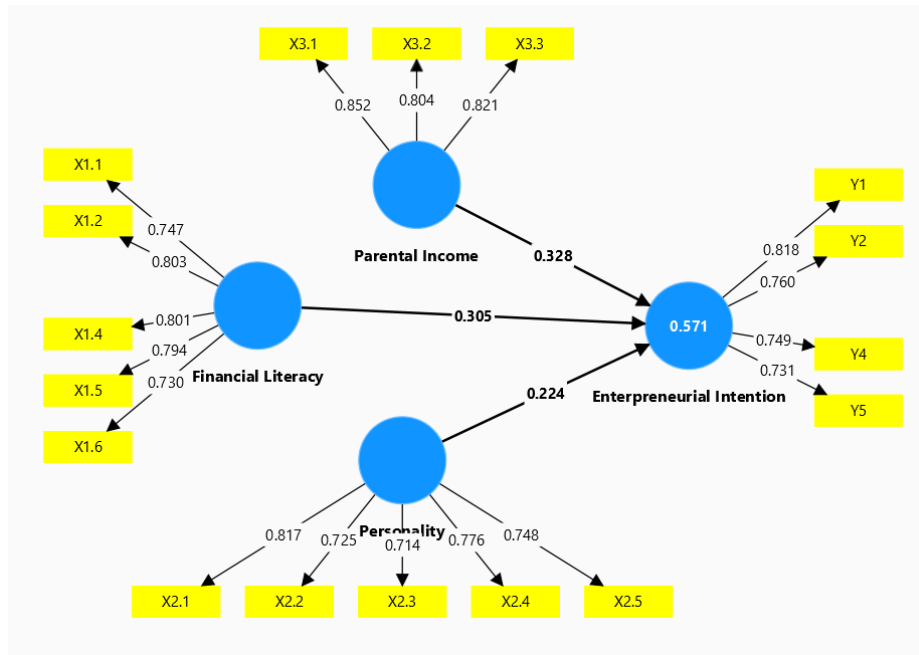 X3.1 X3.2 X3.3
0.852 0.804 0.821
X1.1
X1.2
0.747
0.803
X1.4
X1.5
X1.6
0.801
0.794
0.730
Financial Literacy
Parental Income
0.328
0.305
0.224
0.571
Enterpreneurial Intention
Y1
Y2
0.818
0.760
0.749
0.731
Y4
Y5
Personality
0.817 0.725 0.714 0.776 0.748
X2.1 X2.2 X2.3 X2.4 X2.5